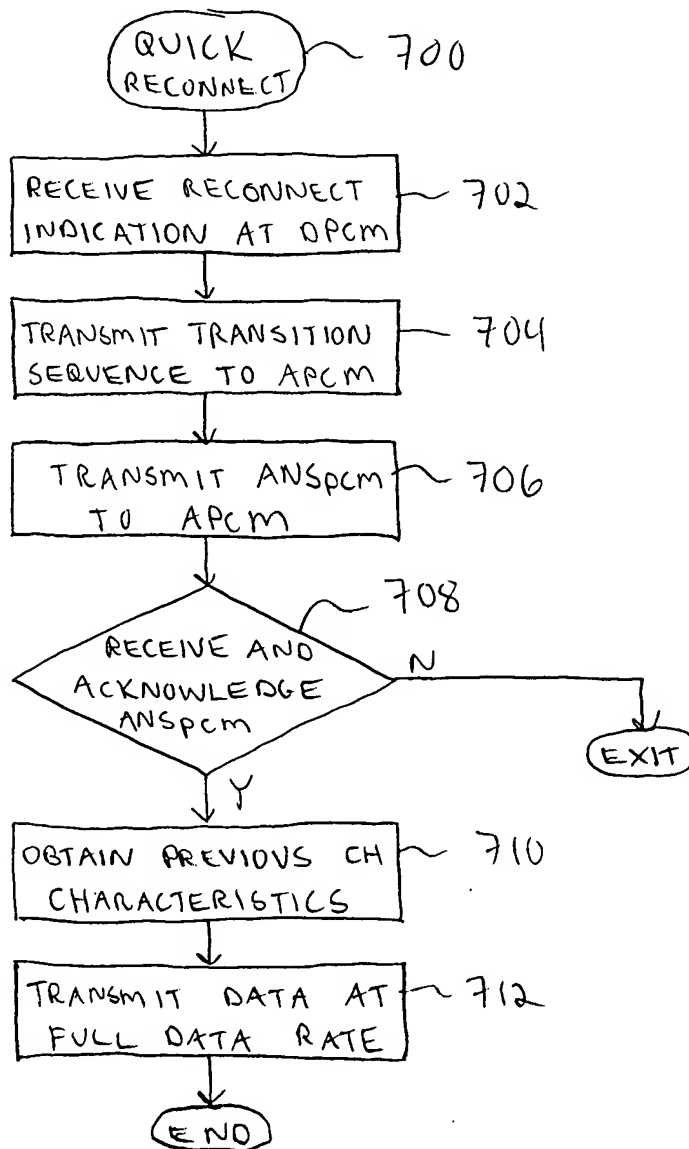 QUICK
RECONNECT
700
RECEIVE RECONNECT
INDICATION AT DPCM
702
TRANSMIT TRANSITION
SEQUENCE TO APCM
704
TRANSMIT ANSpcm
TO APCM
706
708
RECEIVE AND
ACKNOWLEDGE
ANSpcm
N
EXIT
Y
OBTAIN PREVIOUS CH
CHARACTERISTICS
710
TRANSMIT DATA AT
FULL DATA RATE
712
END